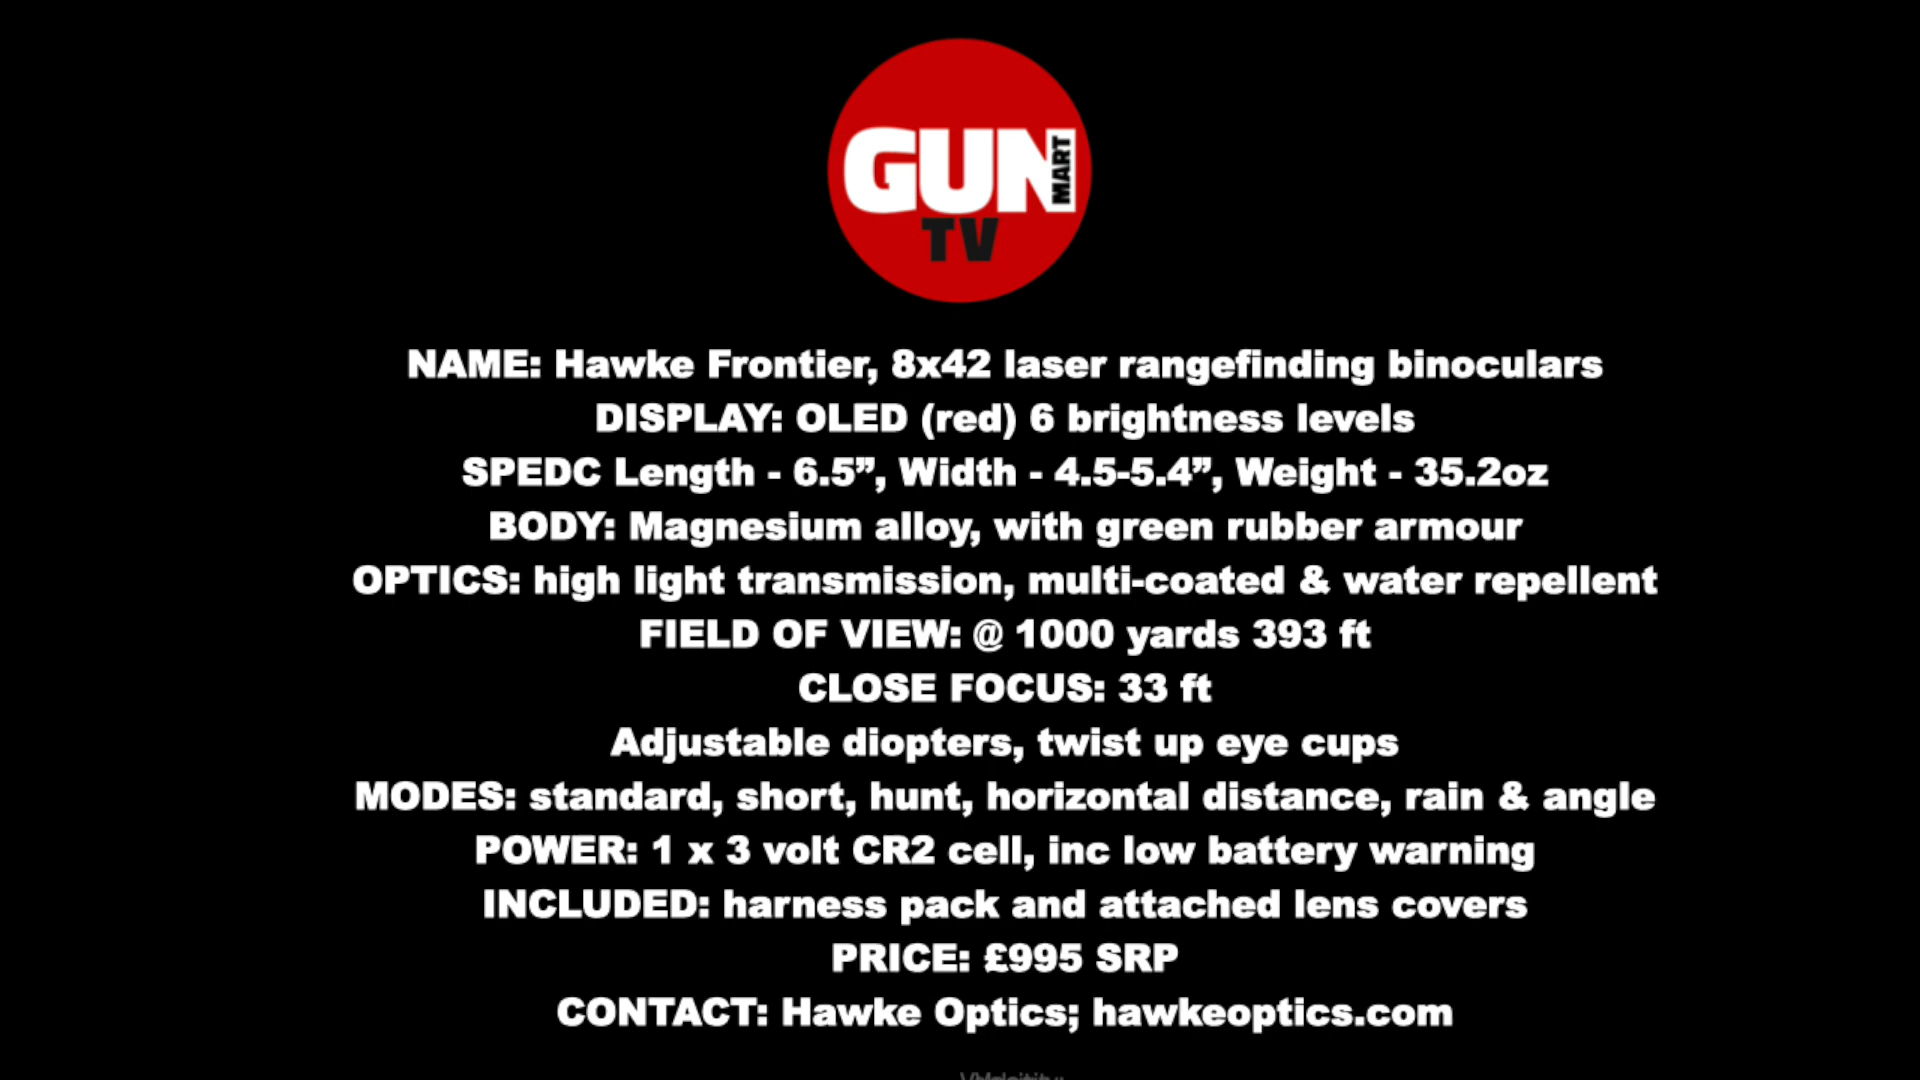 GUN
MART
TV
NAME: Hawke Frontier, 8x42 laser rangefinding binoculars
DISPLAY: OLED (red) 6 brightness levels
SPEDC Length - 6.5”, Width - 4.5-5.4”, Weight - 35.2oz
BODY: Magnesium alloy, with green rubber armour
OPTICS: high light transmission, multi-coated & water repellent
FIELD OF VIEW: @ 1000 yards 393 ft
CLOSE FOCUS: 33 ft
Adjustable diopters, twist up eye cups
MODES: standard, short, hunt, horizontal distance, rain & angle
POWER: 1 x 3 volt CR2 cell, inc low battery warning
INCLUDED: harness pack and attached lens covers
PRICE: £995 SRP
CONTACT: Hawke Optics; hawkeoptics.com